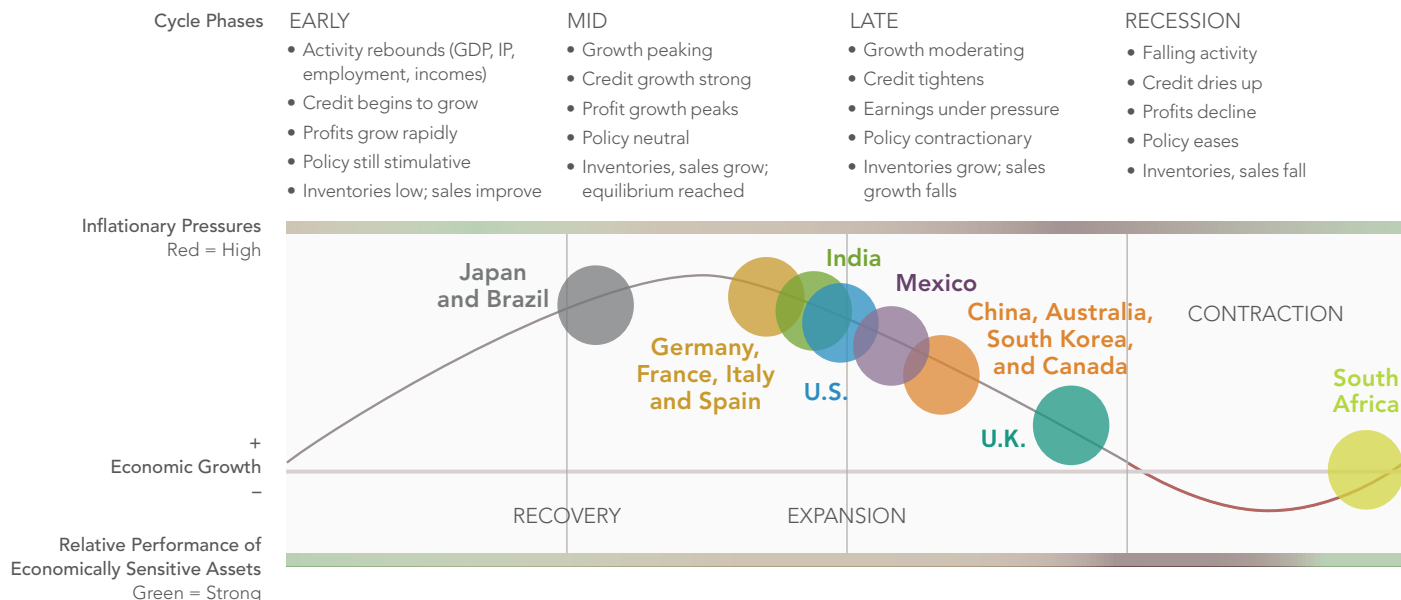 Cycle Phases
EARLY
• Activity rebounds (GDP, IP,
employment, incomes)
• Credit begins to grow
• Profits grow rapidly
• Policy still stimulative
• Inventories low; sales improve
MID
• Growth peaking
• Credit growth strong
• Profit growth peaks
• Policy neutral
• Inventories, sales grow;
equilibrium reached
LATE
• Growth moderating
• Credit tightens
• Earnings under pressure
• Policy contractionary
• Inventories grow; sales
growth falls
RECESSION
• Falling activity
• Credit dries up
• Profits decline
• Policy eases
• Inventories, sales fall
Inflationary Pressures
Red = High
Japan
and Brazil
Germany,
France, Italy
and Spain
India
U.S.
Mexico
China, Australia,
South Korea,
and Canada
U.K.
CONTRACTION
South
Africa
+
Economic Growth
–
RECOVERY
EXPANSION
Relative Performance of
Economically Sensitive Assets
Green = Strong